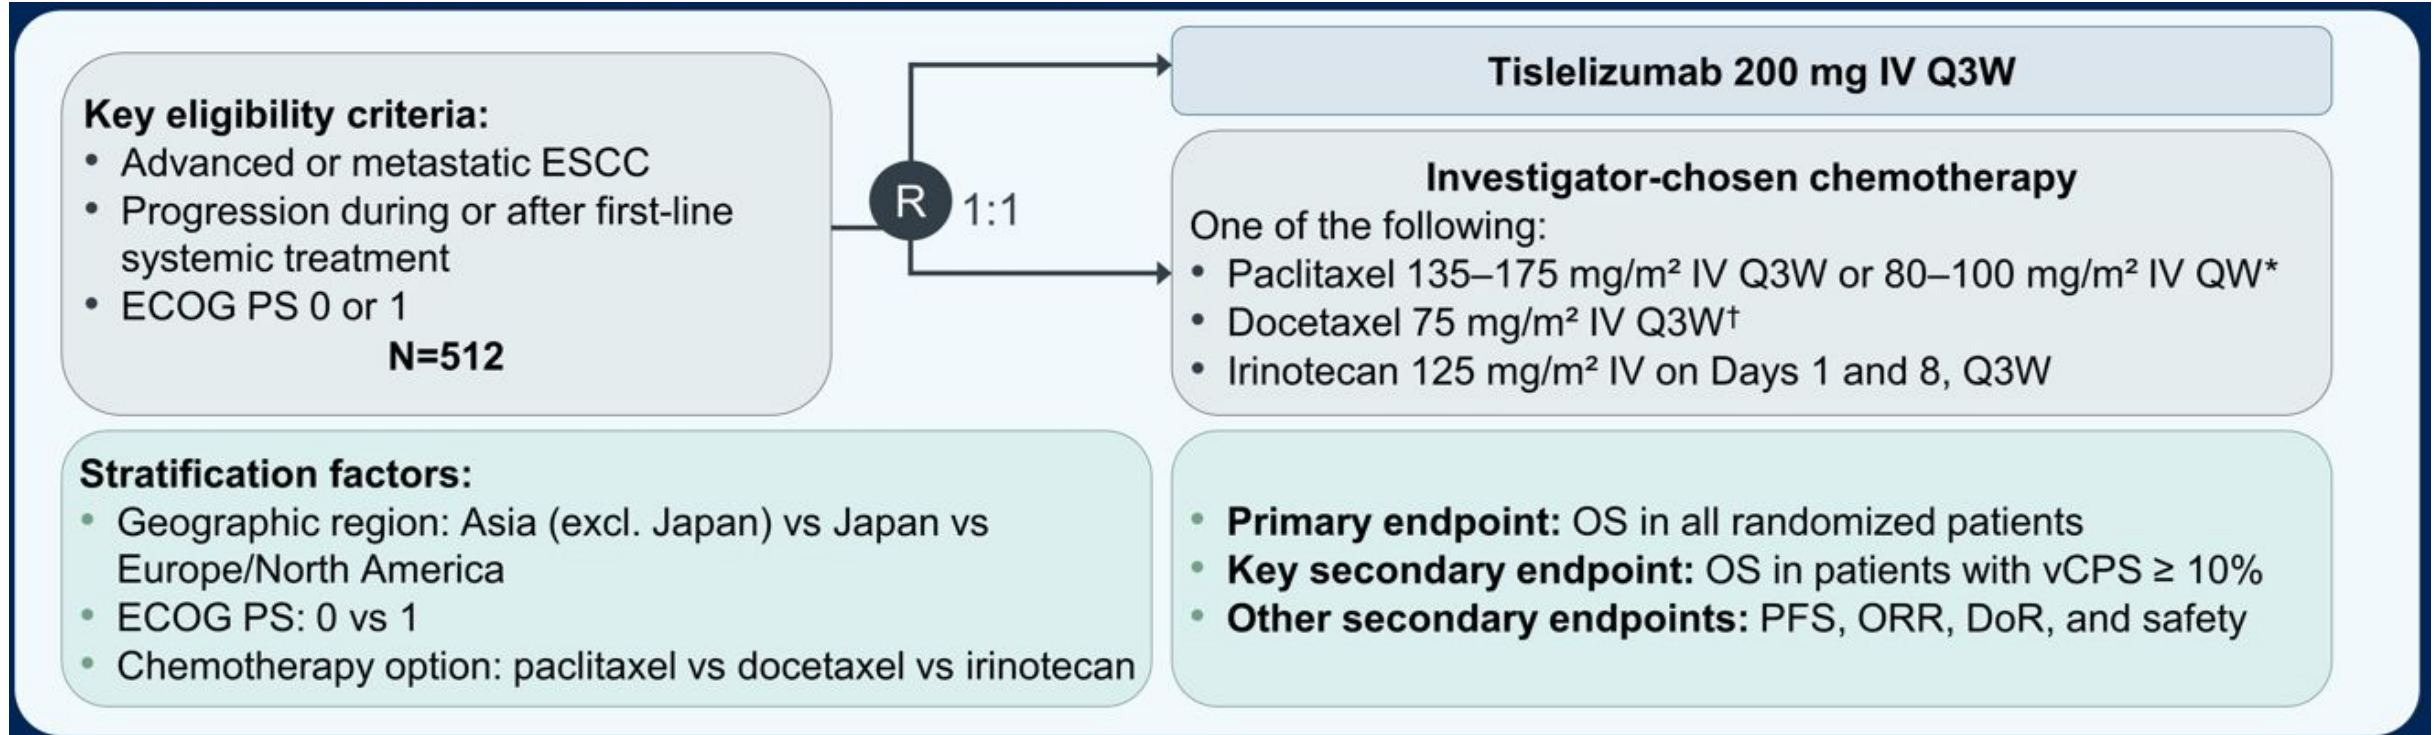 Key eligibility criteria:
• Advanced or metastatic ESCC
• Progression during or after first-line
systemic treatment
• ECOG PS 0 or 1
N=512
R 1:1
Tislelizumab 200 mg IV Q3W
Investigator-chosen chemotherapy
One of the following:
• Paclitaxel 135–175 mg/m² IV Q3W or 80–100 mg/m² IV QW*
• Docetaxel 75 mg/m² IV Q3W†
• Irinotecan 125 mg/m² IV on Days 1 and 8, Q3W
Stratification factors:
• Geographic region: Asia (excl. Japan) vs Japan vs
Europe/North America
• ECOG PS: 0 vs 1
• Chemotherapy option: paclitaxel vs docetaxel vs irinotecan
• Primary endpoint: OS in all randomized patients
• Key secondary endpoint: OS in patients with vCPS ≥ 10%
• Other secondary endpoints: PFS, ORR, DoR, and safety